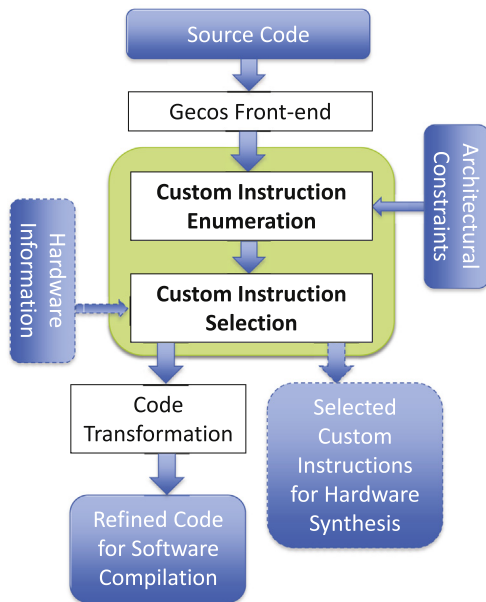 Source Code
Gecos Front-end
Custom Instruction
Enumeration
Architectural
Constraints
Hardware
Information
Custom Instruction
Selection
Code
Transformation
Selected
Custom
Instructions
for Hardware
Synthesis
Refined Code
for Software
Compilation